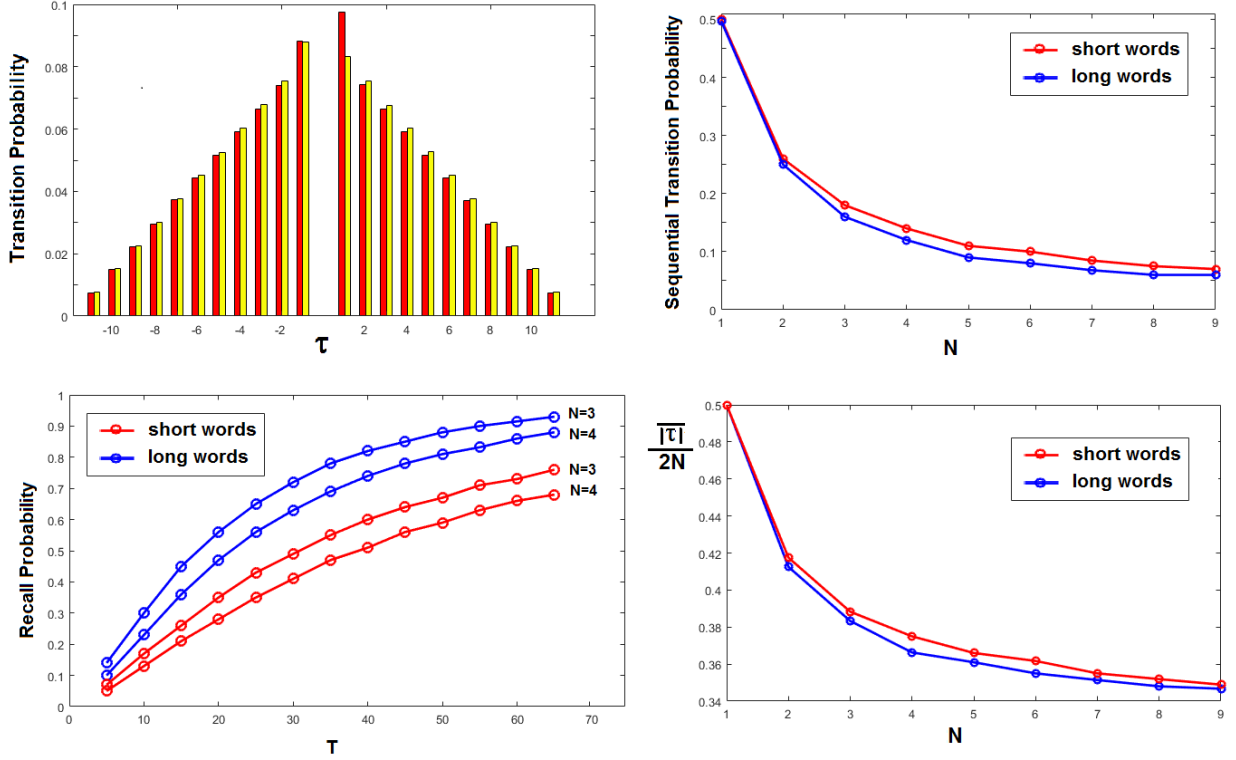 Transition Probability
0.1
0.08
0.06
0.04
0.02
0
-10 -8 -6 -4 -2 2 4 6 8 10
τ
Sequential Transition Probability
0.5
0.4
0.3
0.2
0.1
0
short words
long words
1 2 3 4 5 6 7 8 9
N
Recall Probability
1
0.9
0.8
0.7
0.6
0.5
0.4
0.3
0.2
0.1
0
short words
long words
N=3
N=4
N=3
N=4
0 10 20 30 40 50 60 70
T
|τ|
2N
0.5
0.48
0.46
0.44
0.42
0.4
0.38
0.36
0.34
short words
long words
1 2 3 4 5 6 7 8 9
N